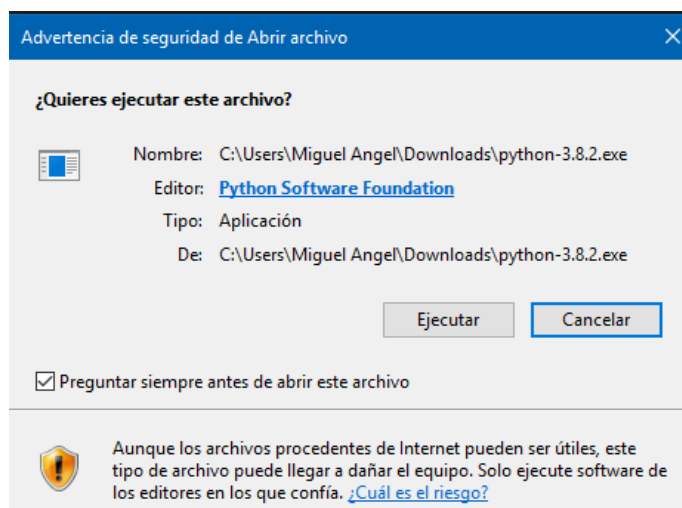 Advertencia de seguridad de Abrir archivo
¿Quieres ejecutar este archivo?
Nombre: C:\Users\Miguel Angel\Downloads\python-3.8.2.exe
Editor: Python Software Foundation
Tipo: Aplicación
De: C:\Users\Miguel Angel\Downloads\python-3.8.2.exe
Ejecutar Cancelar
Preguntar siempre antes de abrir este archivo
Aunque los archivos procedentes de Internet pueden ser útiles, este
tipo de archivo puede llegar a dañar el equipo. Solo ejecute software de
los editores en los que confía. ¿Cuál es el riesgo?